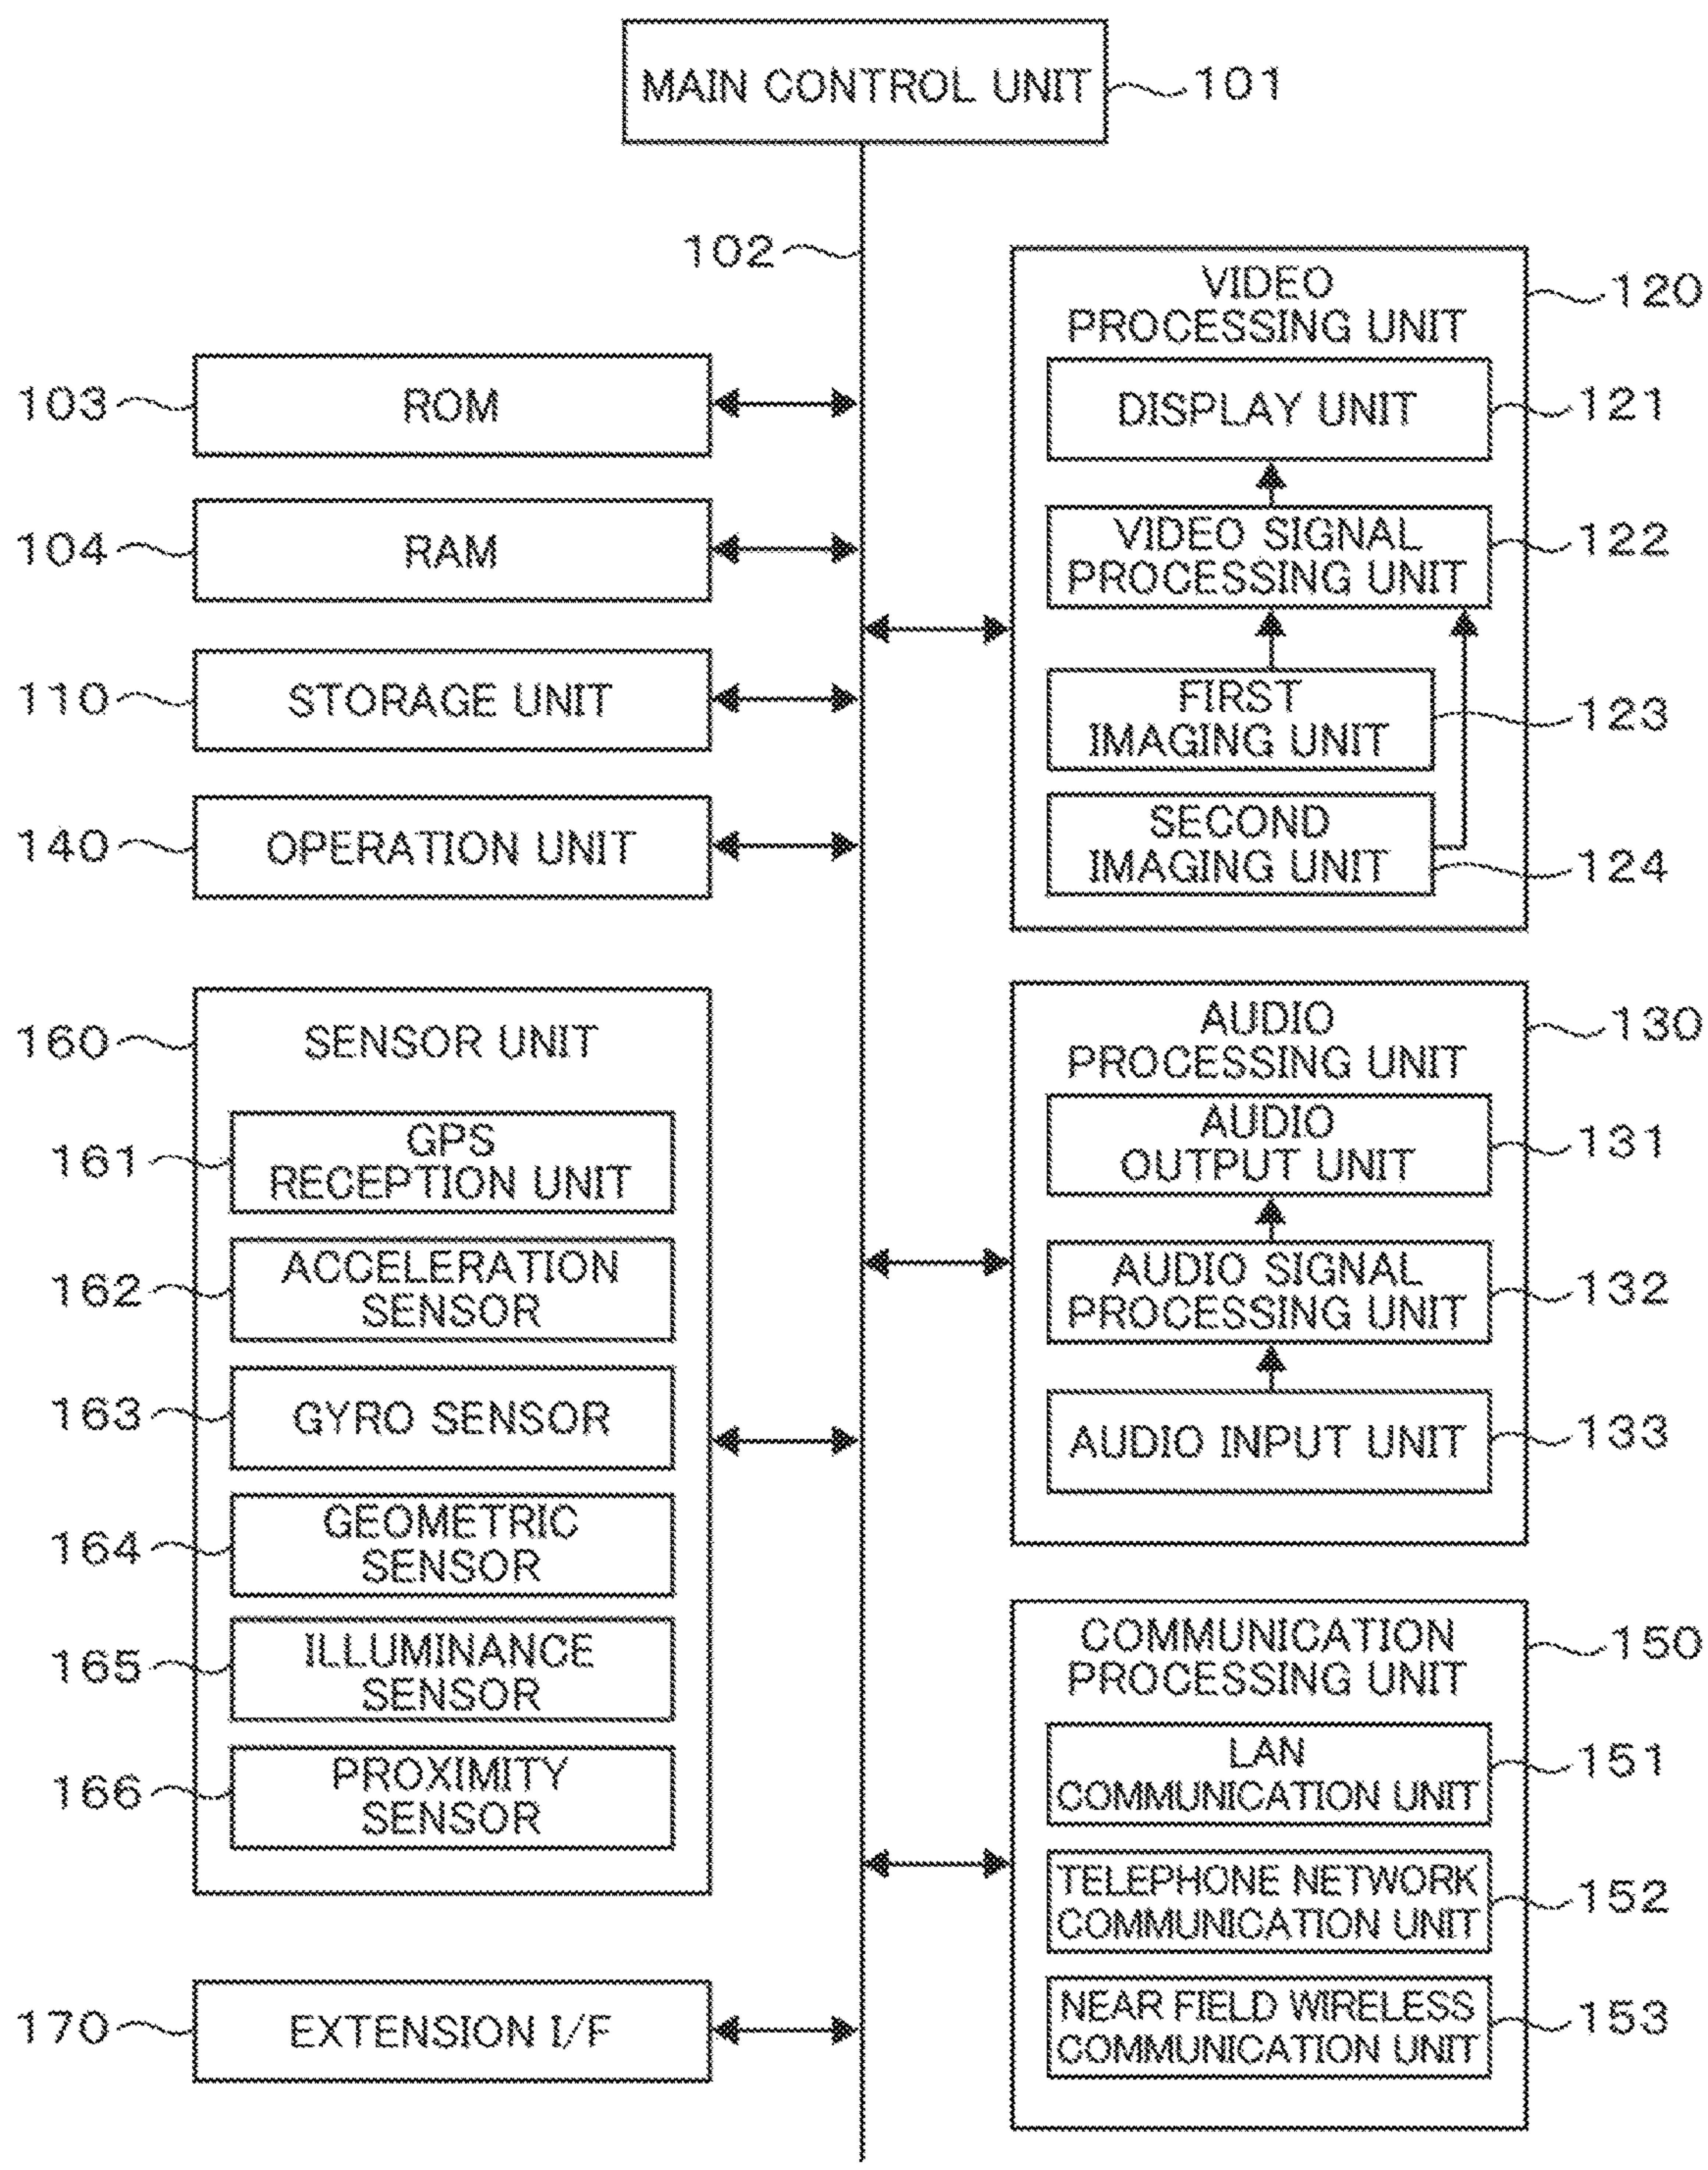 MAIN CONTROL UNIT
101
102
103
ROM
104
RAM
110
STORAGE UNIT
140
OPERATION UNIT
160
SENSOR UNIT
161
GPS
RECEPTION UNIT
162
ACCELERATION
SENSOR
163
GYRO SENSOR
164
GEOMETRIC
SENSOR
165
ILLUMINANCE
SENSOR
166
PROXIMITY
SENSOR
170
EXTENSION I/F
VIDEO
PROCESSING UNIT
120
DISPLAY UNIT
121
VIDEO SIGNAL
PROCESSING UNIT
122
FIRST
IMAGING UNIT
123
SECOND
IMAGING UNIT
124
AUDIO
PROCESSING UNIT
130
AUDIO
OUTPUT UNIT
131
AUDIO SIGNAL
PROCESSING UNIT
132
AUDIO INPUT UNIT
133
COMMUNICATION
PROCESSING UNIT
150
LAN
COMMUNICATION UNIT
151
TELEPHONE NETWORK
COMMUNICATION UNIT
152
NEAR FIELD WIRELESS
COMMUNICATION UNIT
153